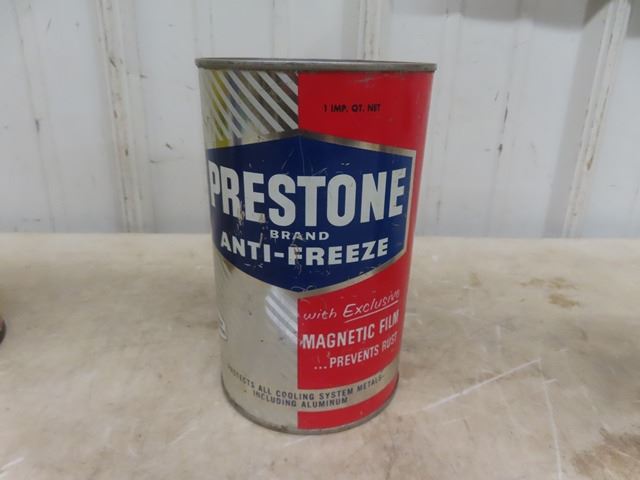 1 IMP. QT. NET
PRESTONE
BRAND
ANTI-FREEZE
with Exclusive
MAGNETIC FILM
...PREVENTS RUST
PROTECTS ALL COOLING SYSTEM METALS-
INCLUDING ALUMINUM